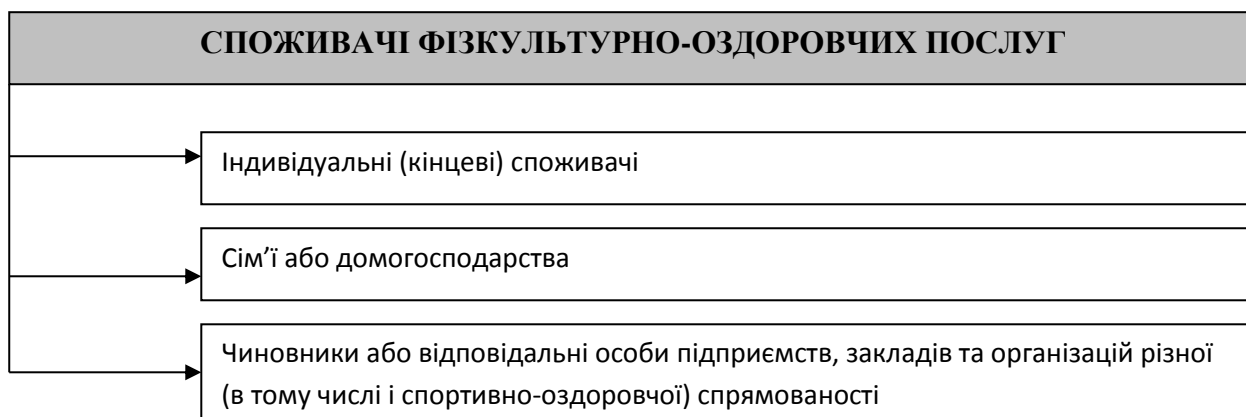 СПОЖИВАЧІ ФІЗКУЛЬТУРНО-ОЗДОРОВЧИХ ПОСЛУГ
Індивідуальні (кінцеві) споживачі
Сім’ї або домогосподарства
Чиновники або відповідальні особи підприємств, закладів та організацій різної
(в тому числі і спортивно-оздоровчої) спрямованості